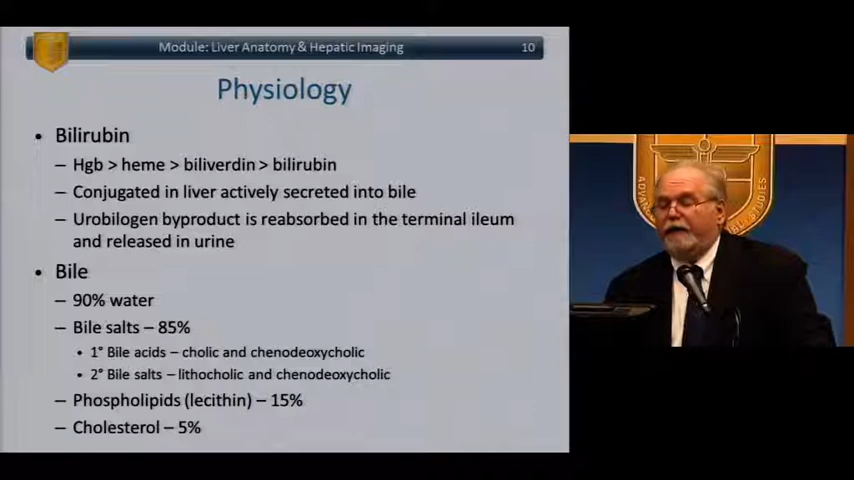 Module: Liver Anatomy & Hepatic Imaging 10
Physiology
• Bilirubin
– Hgb > heme > biliverdin > bilirubin
– Conjugated in liver actively secreted into bile
– Urobilogen byproduct is reabsorbed in the terminal ileum
and released in urine
• Bile
– 90% water
– Bile salts – 85%
• 1° Bile acids – cholic and chenodeoxycholic
• 2° Bile salts – lithocholic and chenodeoxycholic
– Phospholipids (lecithin) – 15%
– Cholesterol – 5%